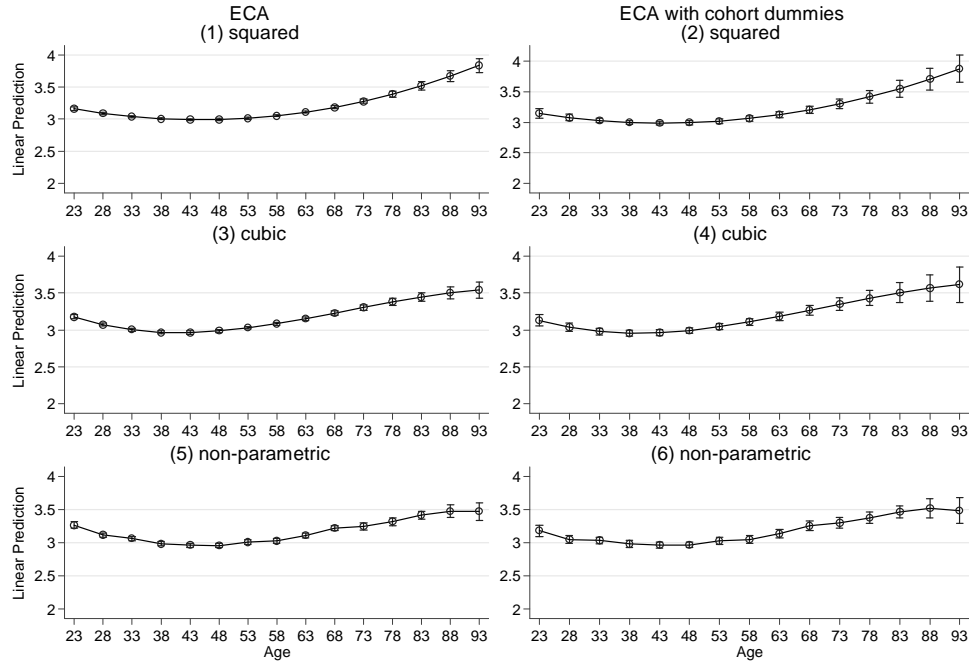 ECA
(1) squared
Linear Prediction
4
3.5
3
2.5
2
23 28 33 38 43 48 53 58 63 68 73 78 83 88 93
ECA with cohort dummies
(2) squared
4
3.5
3
2.5
2
23 28 33 38 43 48 53 58 63 68 73 78 83 88 93
(3) cubic
Linear Prediction
4
3.5
3
2.5
2
23 28 33 38 43 48 53 58 63 68 73 78 83 88 93
(4) cubic
4
3.5
3
2.5
2
23 28 33 38 43 48 53 58 63 68 73 78 83 88 93
(5) non-parametric
Linear Prediction
4
3.5
3
2.5
2
23 28 33 38 43 48 53 58 63 68 73 78 83 88 93
Age
(6) non-parametric
4
3.5
3
2.5
2
23 28 33 38 43 48 53 58 63 68 73 78 83 88 93
Age